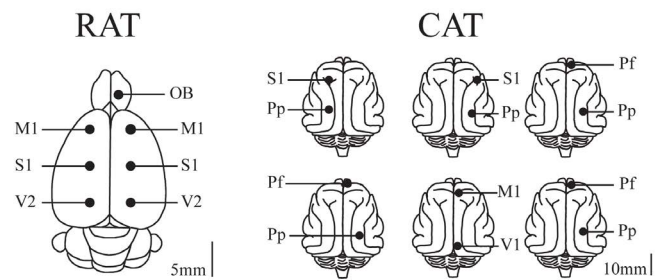 RAT
CAT
OB
M1 M1
S1 S1
V2 V2
5mm
S1
Pp
S1
Pp
Pf
Pp
Pf
Pp
M1
V1
Pf
Pp
10mm